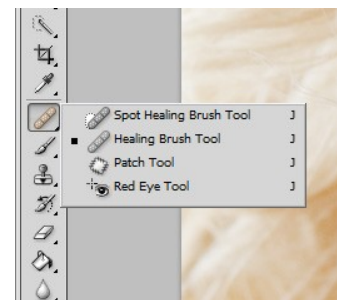 Spot Healing Brush Tool J
Healing Brush Tool J
Patch Tool J
Red Eye Tool J